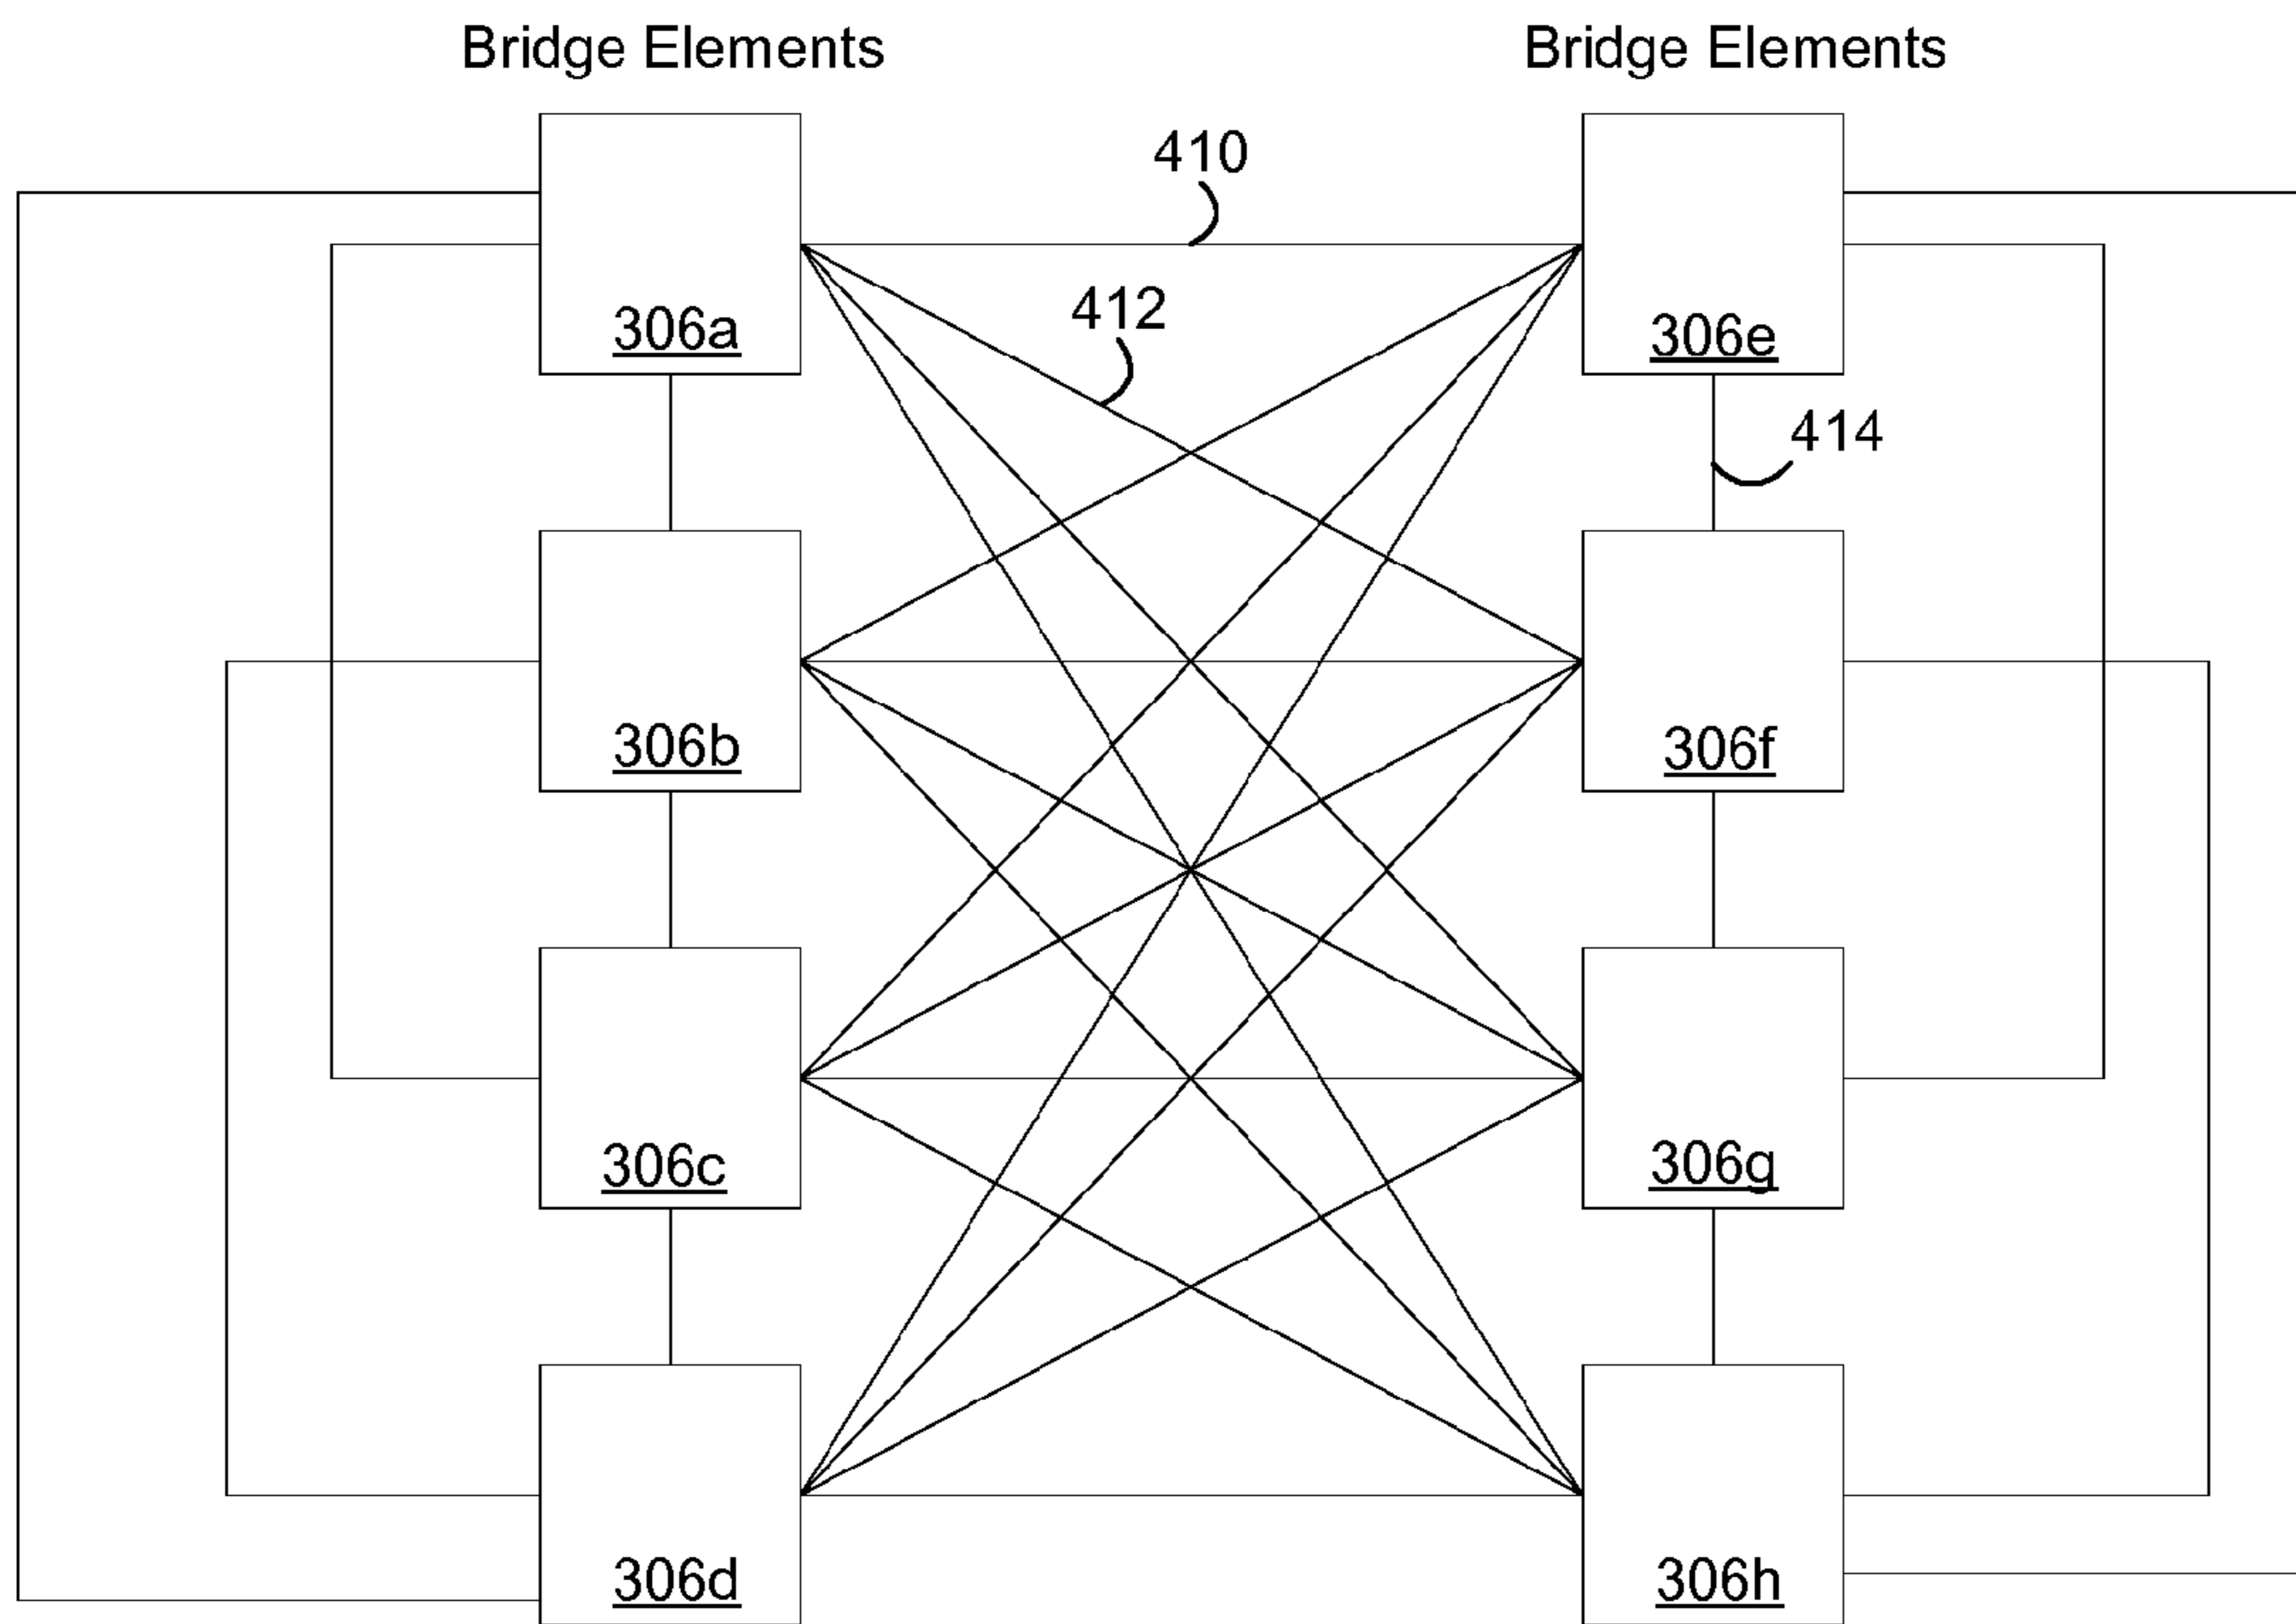 Bridge Elements
Bridge Elements
410
412
306a
306e
414
306b
306f
306c
306g
306d
306h